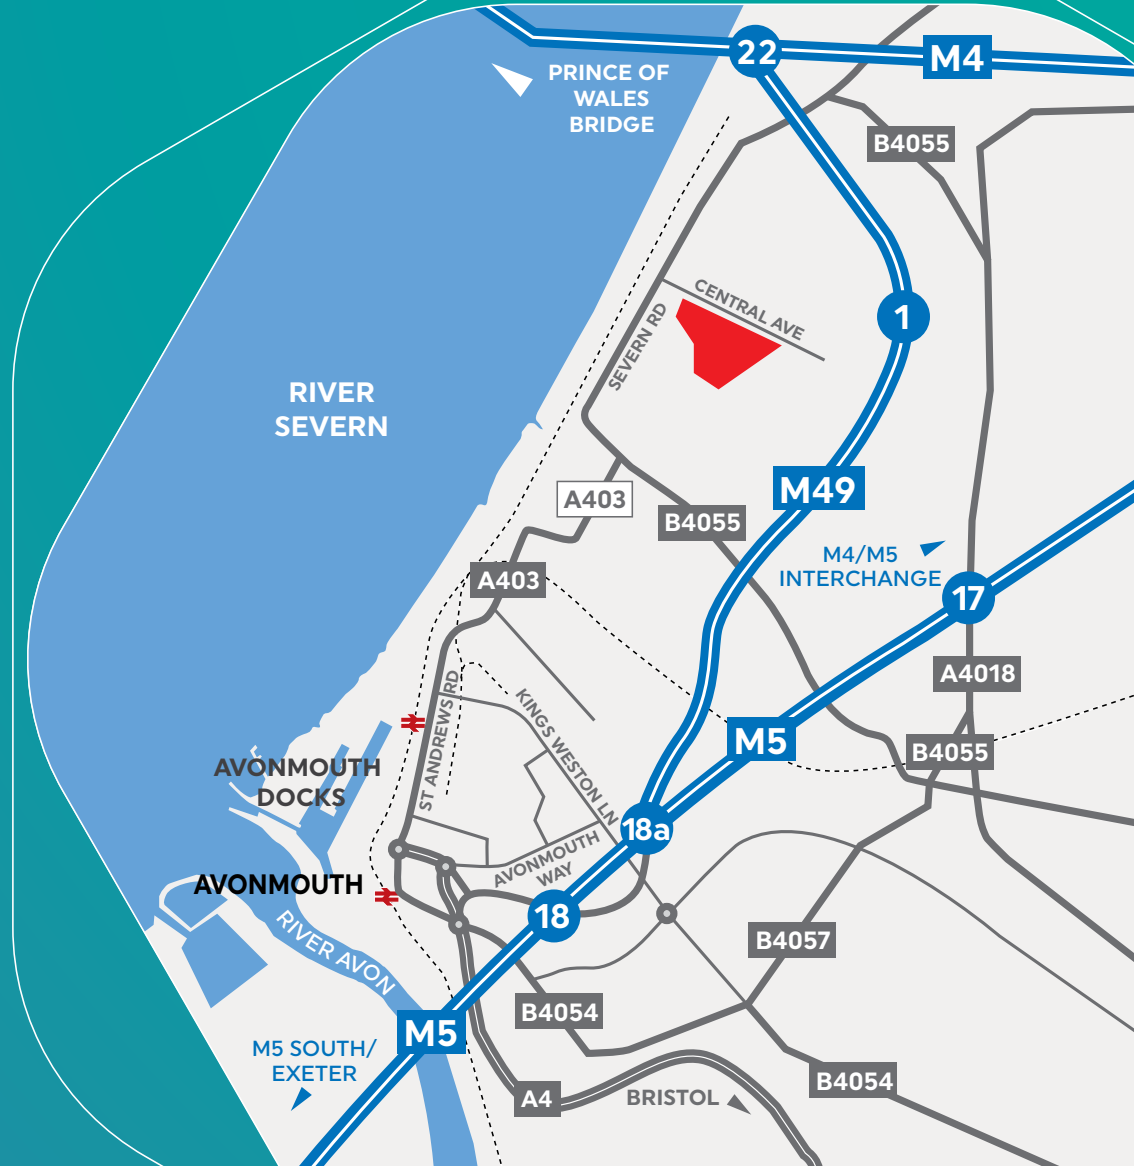 22
M4
PRINCE OF
WALES
BRIDGE
B4055
CENTRAL AVE
1
SEVERN RD
RIVER
SEVERN
M49
A403
B4055
M4/M5
INTERCHANGE
A403
17
A4018
KINGS WESTON LN
ST ANDREWS RD
M5
B4055
AVONMOUTH
DOCKS
18a
AVONMOUTH
WAY
AVONMOUTH
18
RIVER AVON
B4057
B4054
M5
M5 SOUTH/
EXETER
B4054
A4
BRISTOL